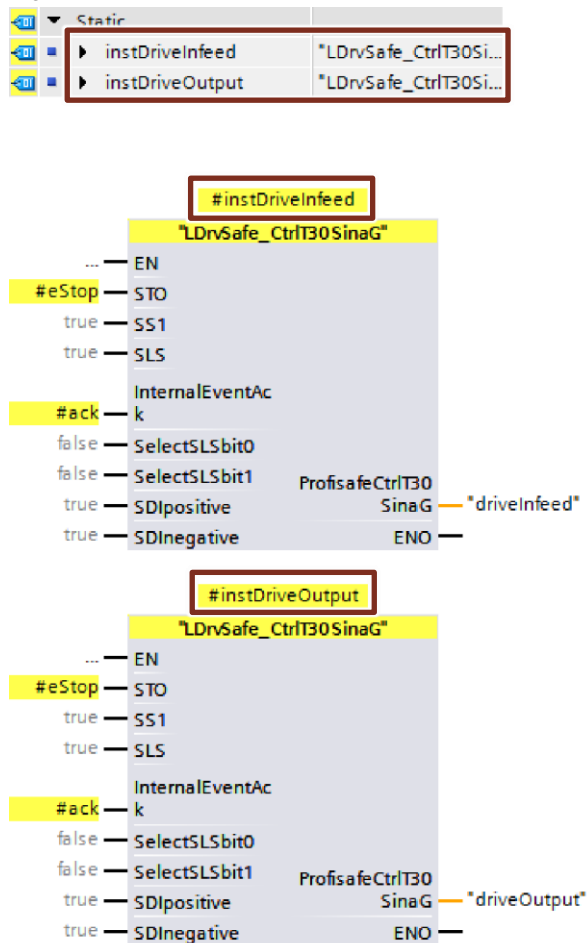 Static
instDriveInfeed "LDrvSafe_CtrlT30Si...
instDriveOutput "LDrvSafe_CtrlT30Si...
#instDriveInfeed
"LDrvSafe_CtrlT30SinaG"
... EN
#eStop STO
true SS1
true SLS
InternalEventAc
#ack k
false SelectSLSbit0
false SelectSLSbit1 ProfisafeCtrlT30
true SDIpositive SinaG "driveInfeed"
true SDInegative ENO
#instDriveOutput
"LDrvSafe_CtrlT30SinaG"
... EN
#eStop STO
true SS1
true SLS
InternalEventAc
#ack k
false SelectSLSbit0
false SelectSLSbit1 ProfisafeCtrlT30
true SDIpositive SinaG "driveOutput"
true SDInegative ENO